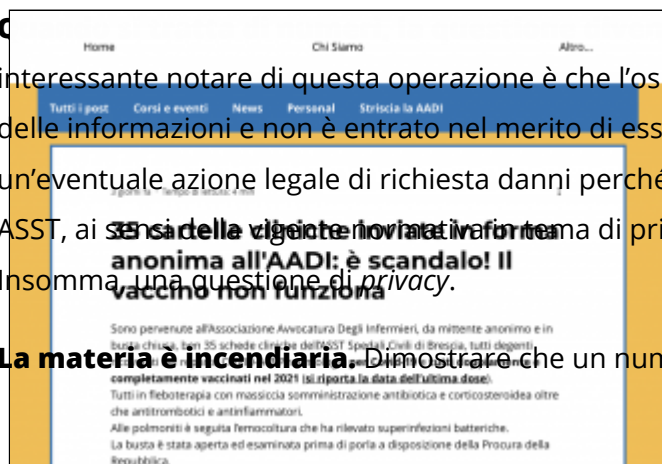 Home Chi Siamo Altro...
interessante notare di questa operazione è che l'os
Tutti i post Corsi e eventi News Personal Striscia la AADI
delle informazioni e non è entrato nel merito di ess
un'eventuale azione legale di richiesta danni perché
ASST, ai sensi della vigente normativa in tema di pri
35 cartelle cliniche inviate in forma
anonima all'AADI: è scandalo! Il
Insomma, una questione di privacy.
vaccino non funziona
Sono pervenute all'Associazione Avvocatura Degli Infermieri, da mittente anonimo e in
busta chiusa, ben 35 schede cliniche dell'ASST Spedali Civili di Brescia, tutti degenti
La materia è incendiaria. Dimostrare che un num
completamente vaccinati nel 2021 (si riporta la data dell'ultima dose).
Tutti in fleboterapia con massiccia somministrazione antibiotica e corticosteroidea oltre
che antitrombotici e antinfiammatori.
Alle polmoniti è seguita l'emocoltura che ha rilevato superinfezioni batteriche.
La busta è stata aperta ed esaminata prima di porla a disposizione della Procura della
Repubblica.